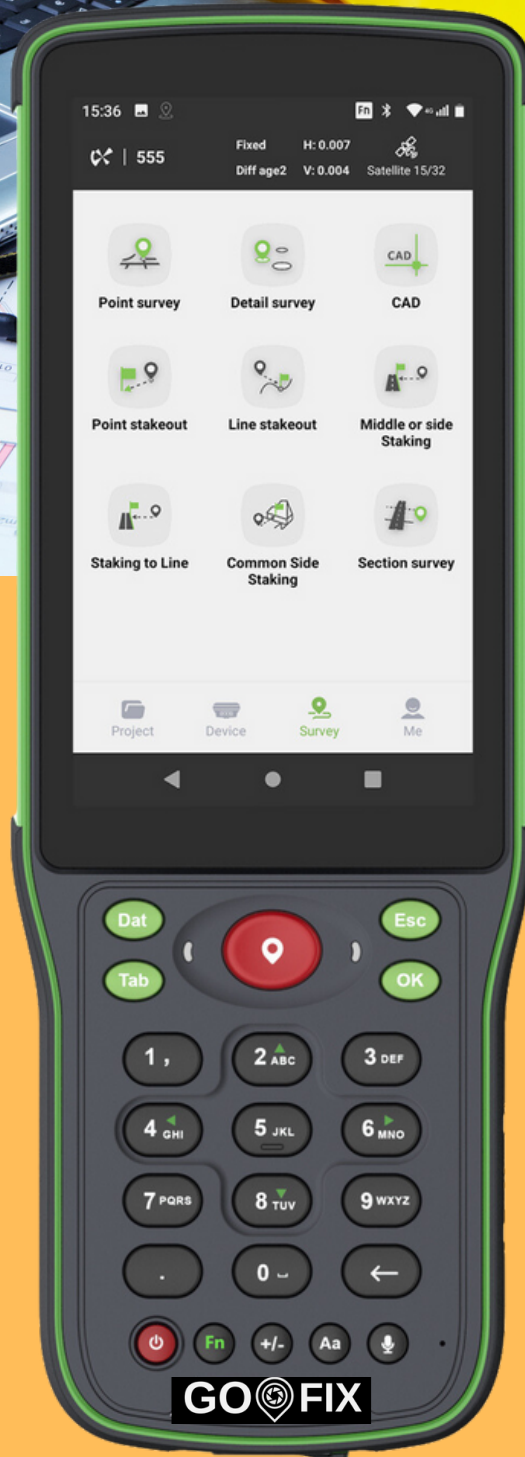 15:36 Fn 4G
555 Fixed H: 0.007
Diff age2 V: 0.004 Satellite 15/32
CAD
Point survey Detail survey CAD
Point stakeout Line stakeout Middle or side
Staking
Staking to Line Common Side Section survey
Staking
Project Device Survey Me
Dat Esc
Tab OK
1 , 2 ABC 3 DEF
4 GHI 5 JKL 6 MNO
7 PQRS 8 TUV 9 WXYZ
. 0 ←
Fn +/- Aa
GO FIX